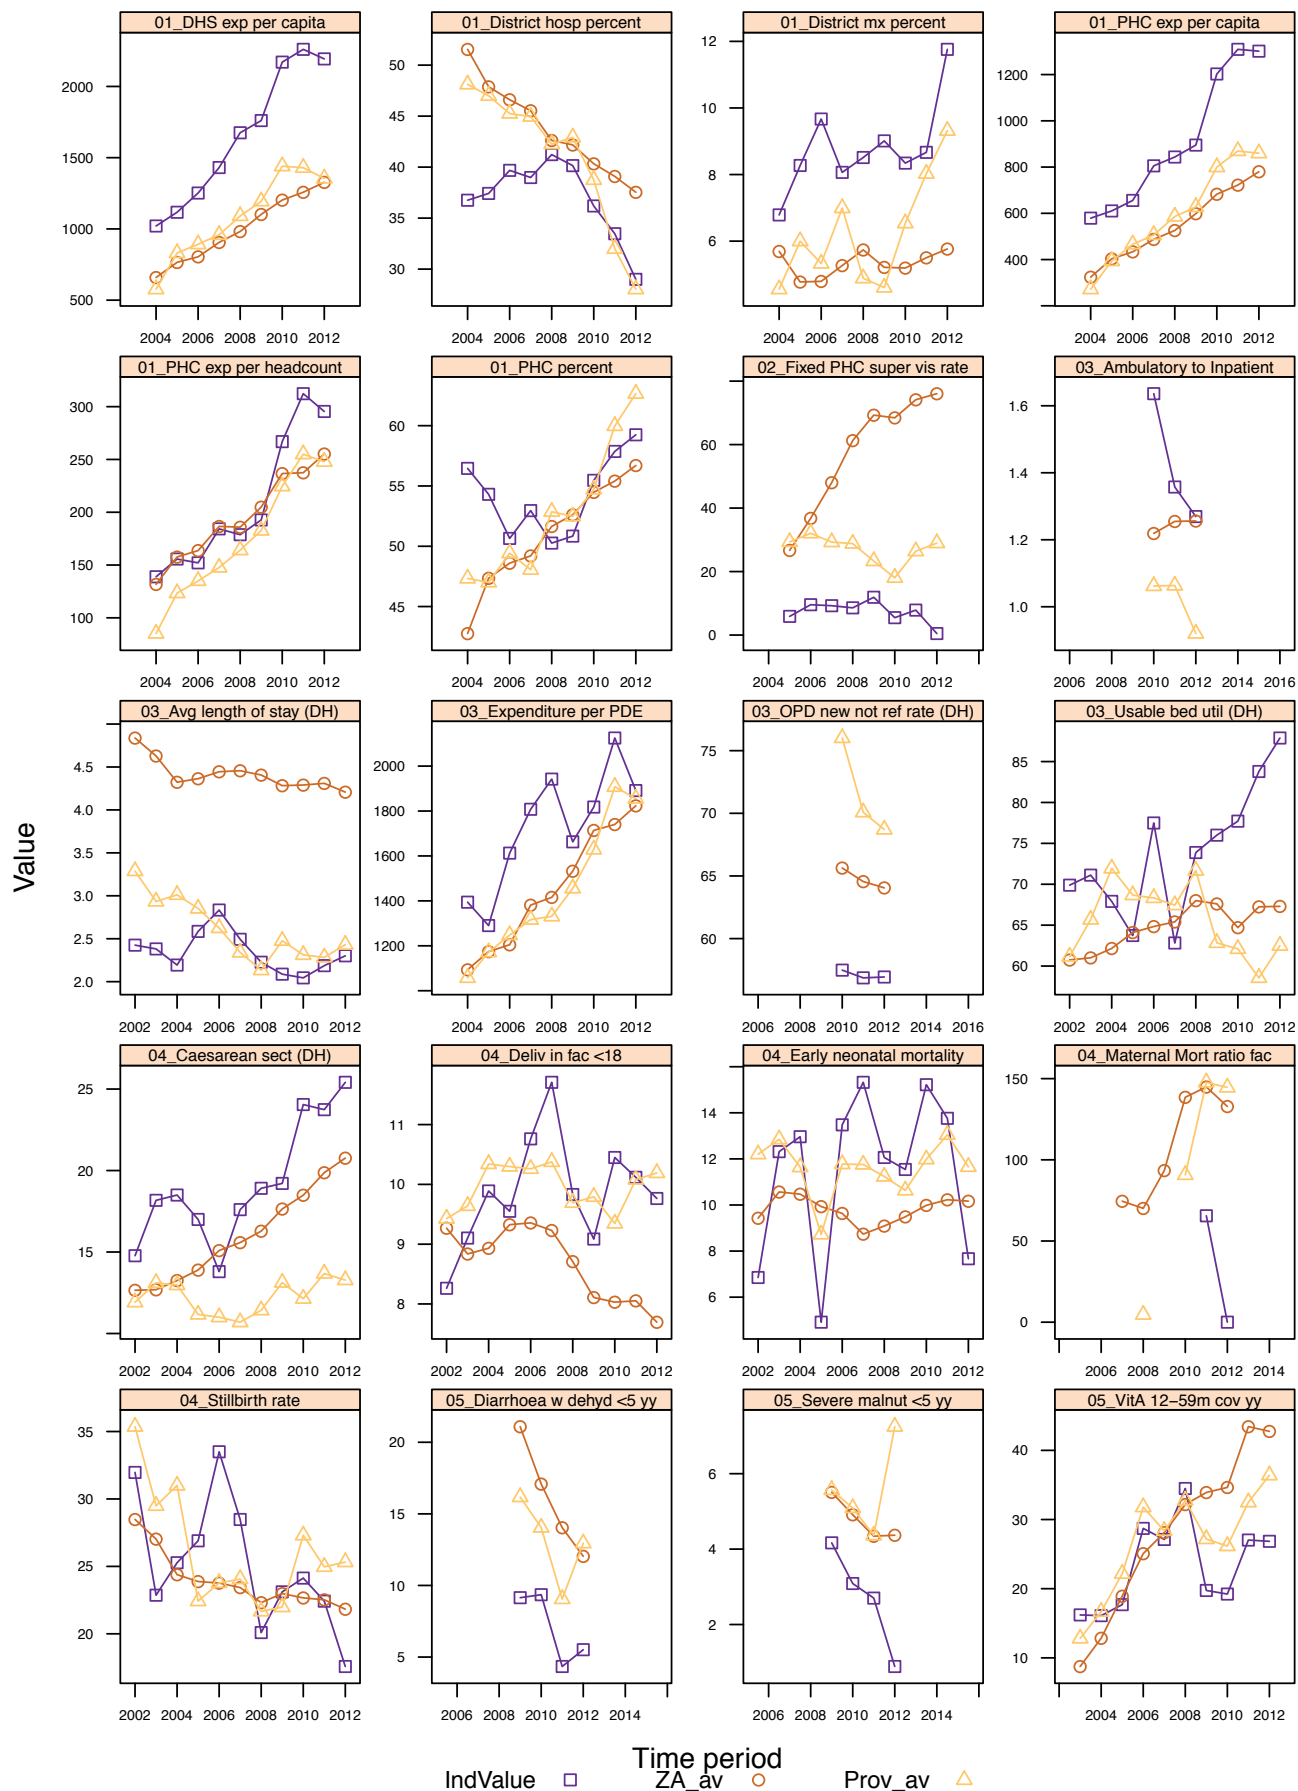 01_DHS exp per capita
01_District hosp percent
01_District mx percent
01_PHC exp per capita
2000
1500
1000
500
50
45
40
35
30
12
10
8
6
1200
1000
800
600
400
2004 2006 2008 2010 2012
2004 2006 2008 2010 2012
2004 2006 2008 2010 2012
2004 2006 2008 2010 2012
01_PHC exp per headcount
01_PHC percent
02_Fixed PHC super vis rate
03_Ambulatory to Inpatient
300
250
200
150
100
60
55
50
45
60
40
20
0
1.6
1.4
1.2
1.0
2004 2006 2008 2010 2012
2004 2006 2008 2010 2012
2004 2006 2008 2010 2012
2006 2008 2010 2012 2014 2016
03_Avg length of stay (DH)
03_Expenditure per PDE
03_OPD new not ref rate (DH)
03_Usable bed util (DH)
4.5
4.0
3.5
3.0
2.5
2.0
2000
1800
1600
1400
1200
75
70
65
60
85
80
75
70
65
60
2002 2004 2006 2008 2010 2012
2004 2006 2008 2010 2012
2006 2008 2010 2012 2014 2016
2002 2004 2006 2008 2010 2012
Value
04_Caesarean sect (DH)
04_Deliv in fac <18
04_Early neonatal mortality
04_Maternal Mort ratio fac
25
20
15
11
10
9
8
14
12
10
8
6
150
100
50
0
2002 2004 2006 2008 2010 2012
2002 2004 2006 2008 2010 2012
2002 2004 2006 2008 2010 2012
2006 2008 2010 2012 2014
04_Stillbirth rate
05_Diarrhoea w dehyd <5 yy
05_Severe malnut <5 yy
05_VitA 12−59m cov yy
35
30
25
20
20
15
10
5
6
4
2
40
30
20
10
2002 2004 2006 2008 2010 2012
2006 2008 2010 2012 2014
2006 2008 2010 2012 2014
2004 2006 2008 2010 2012
Time period
IndValue ZA_av Prov_av